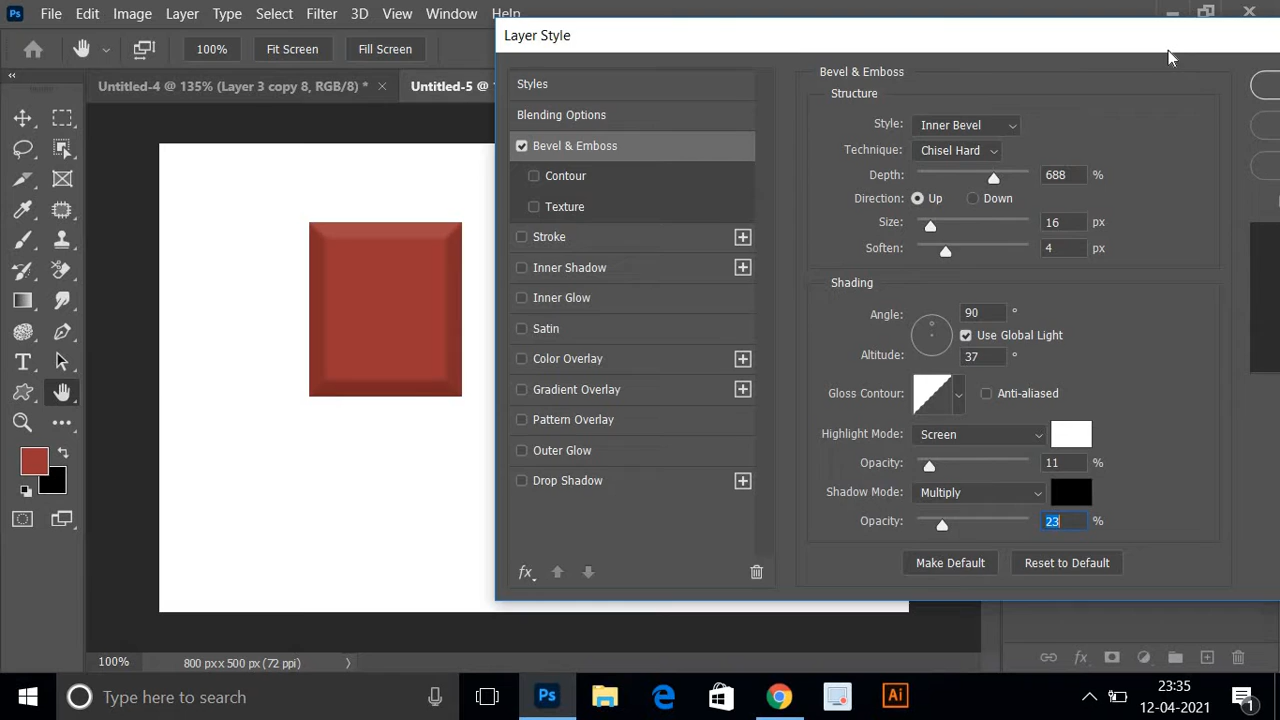 Ps File Edit Image Layer Type Select Filter 3D View Window Help
100% Fit Screen Fill Screen
Layer Style
Untitled-4 @ 135% (Layer 3 copy 8, RGB/8) * Untitled-5 @
Styles
Blending Options
Bevel & Emboss
Contour
Texture
Stroke
Inner Shadow
Inner Glow
Satin
Color Overlay
Gradient Overlay
Pattern Overlay
Outer Glow
Drop Shadow
fx
Bevel & Emboss
Structure
Style: Inner Bevel
Technique: Chisel Hard
Depth: 688 %
Direction: Up Down
Size: 16 px
Soften: 4 px
Shading
Angle: 90 °
Use Global Light
Altitude: 37 °
Gloss Contour: Anti-aliased
Highlight Mode: Screen
Opacity: 11 %
Shadow Mode: Multiply
Opacity: 23 %
Make Default Reset to Default
100% 800 px x 500 px (72 ppi)
fx
Type here to search
Ps
Ai
23:35
12-04-2021
1